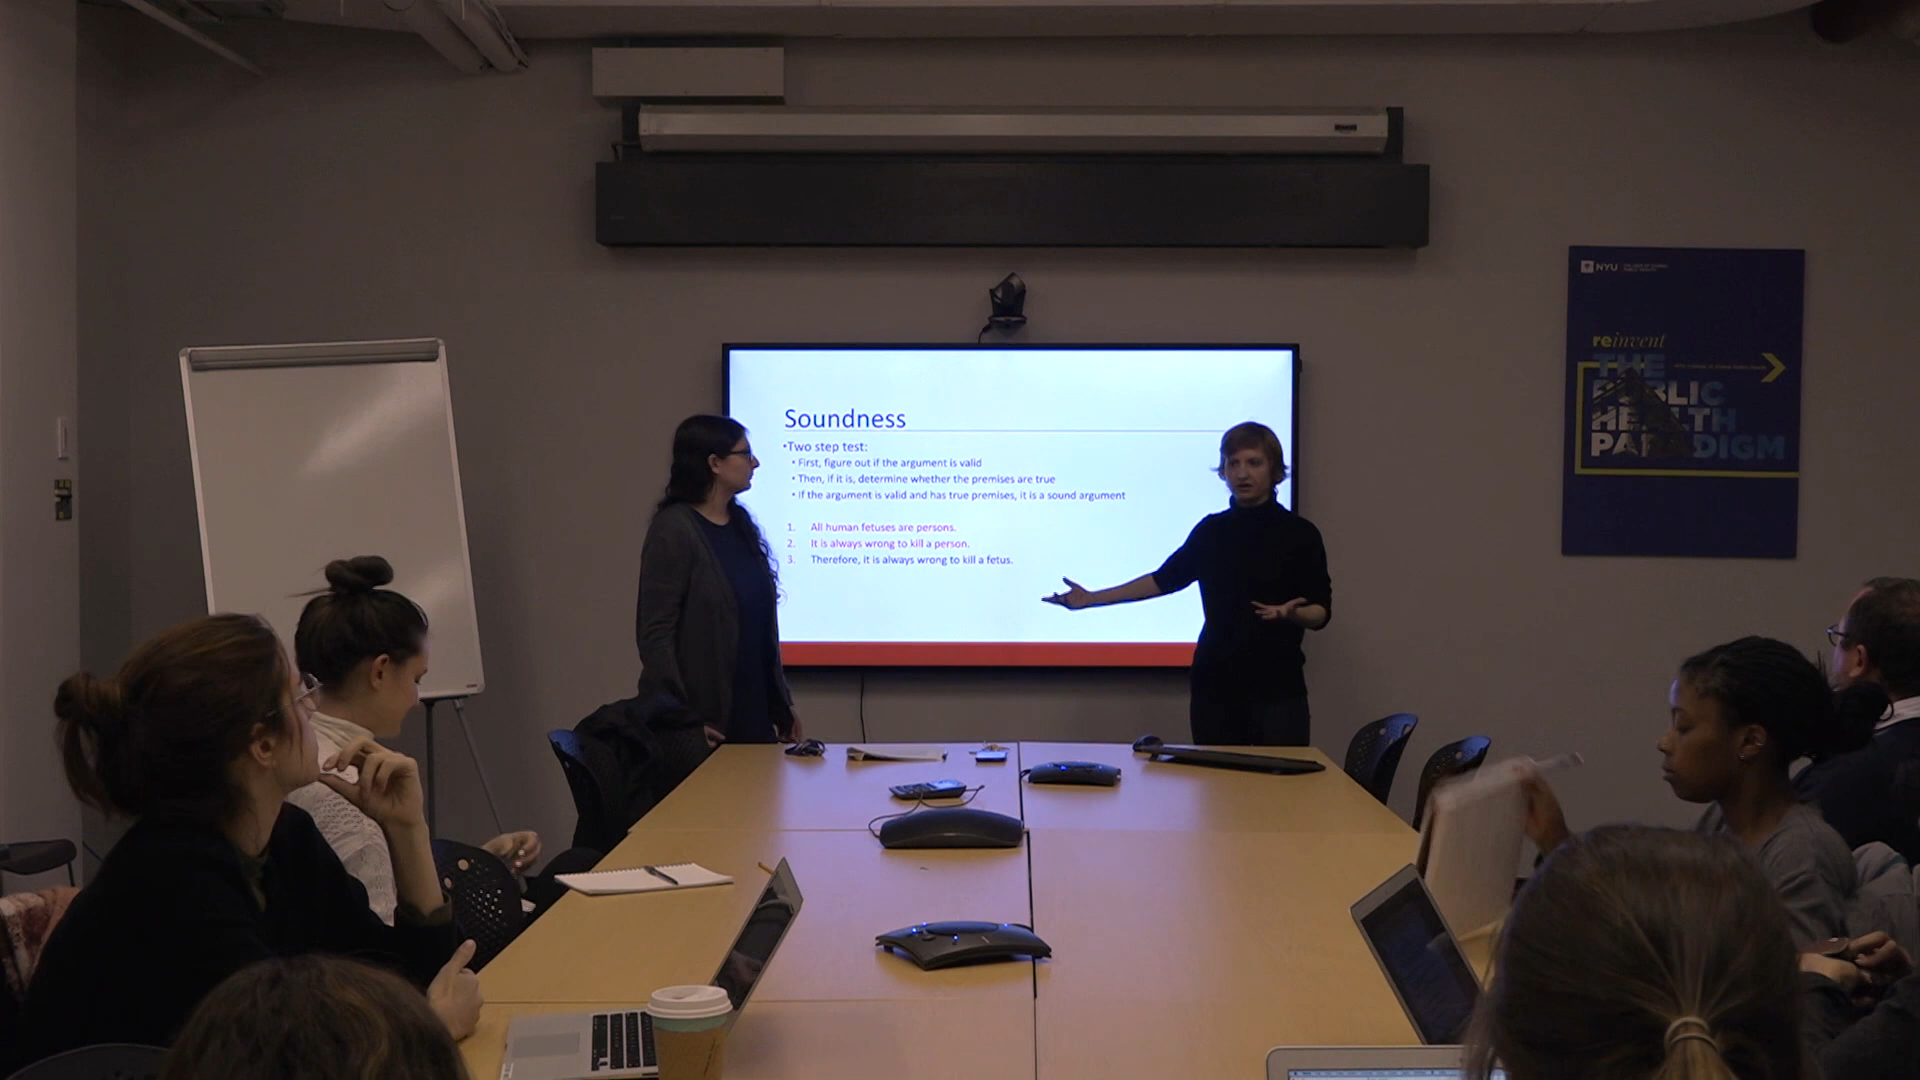 Soundness
•Two step test:
• First, figure out if the argument is valid
• Then, if it is, determine whether the premises are true
• If the argument is valid and has true premises, it is a sound argument
1. All human fetuses are persons.
2. It is always wrong to kill a person.
3. Therefore, it is always wrong to kill a fetus.
NYU
reinvent
THE
PUBLIC
HEALTH
PARADIGM